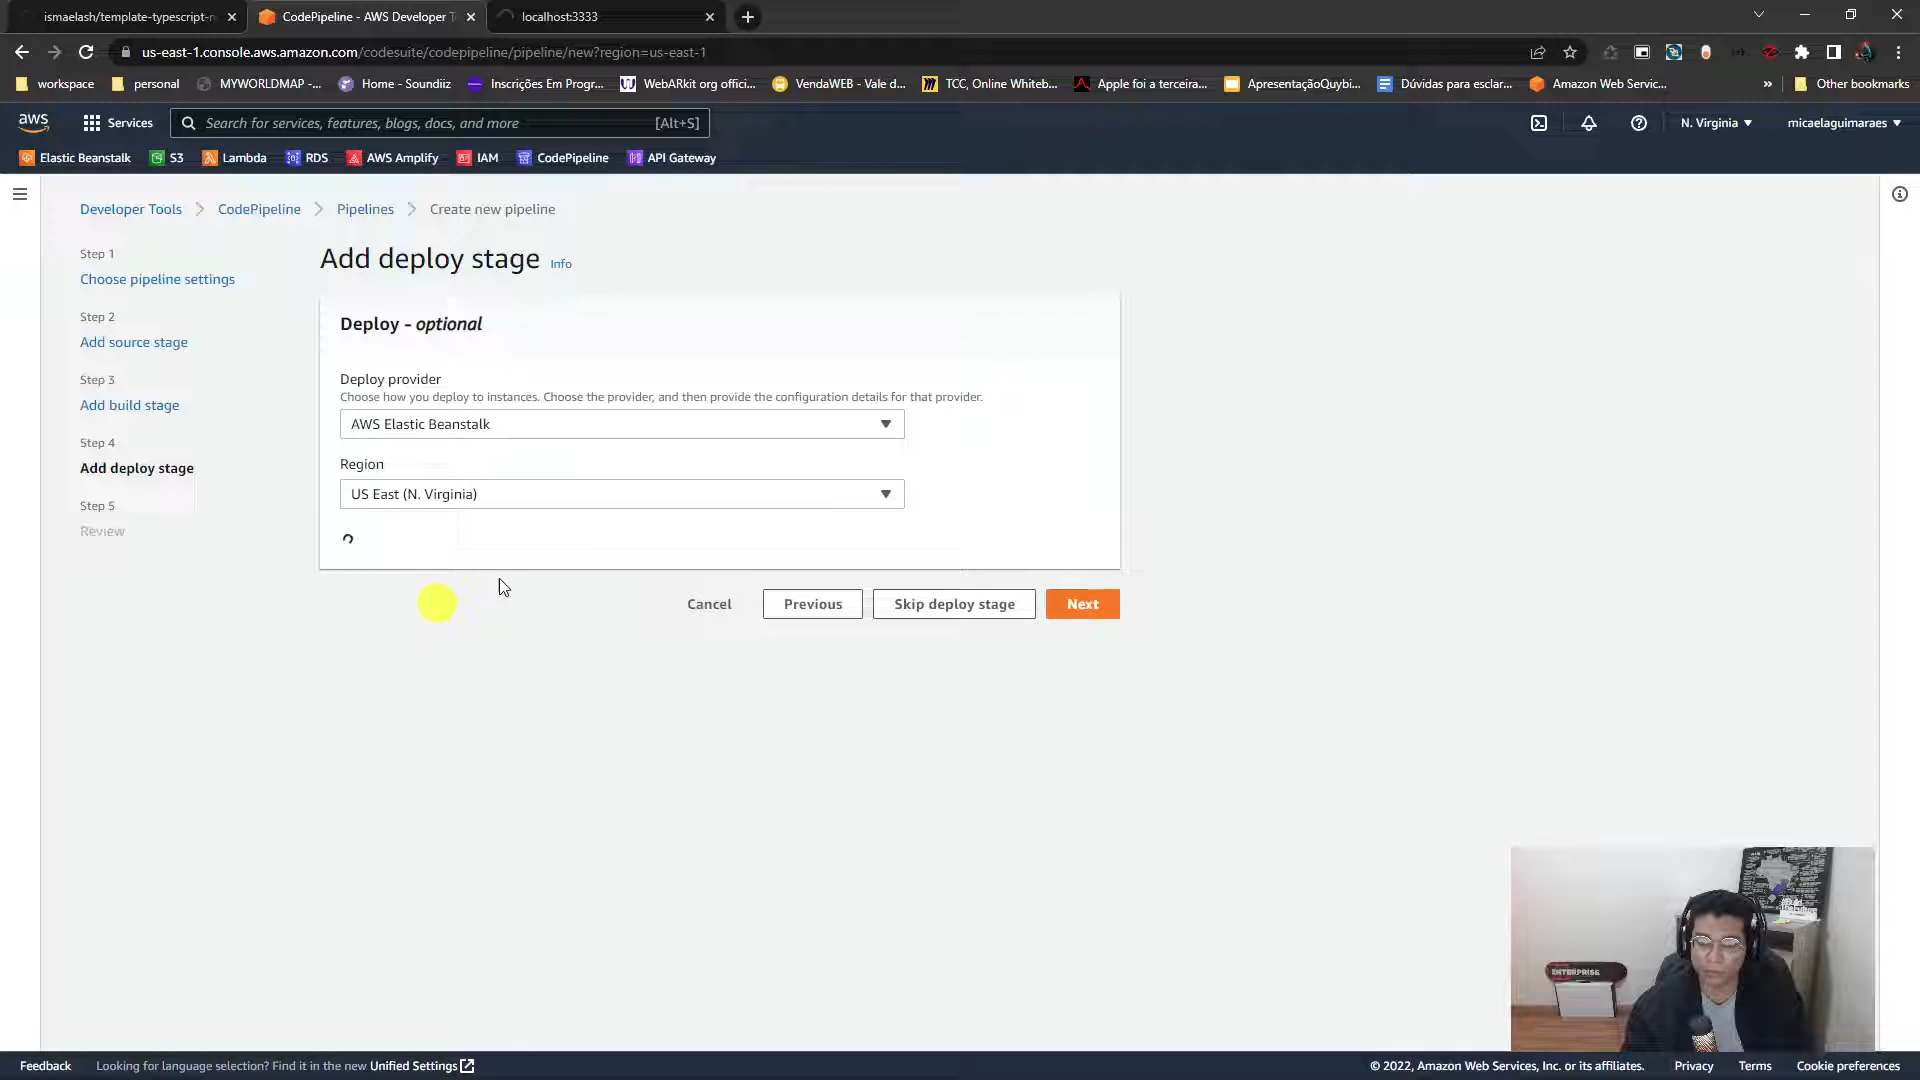 ismaelash/template-typescript-n
CodePipeline - AWS Developer T
localhost:3333
us-east-1.console.aws.amazon.com/codesuite/codepipeline/pipeline/new?region=us-east-1
workspace
personal
MYWORLDMAP -...
Home - Soundiiz
Inscrições Em Progr...
WebARkit org offici...
VendaWEB - Vale d...
TCC, Online Whiteb...
Apple foi a terceira...
ApresentaçãoQuybi...
Dúvidas para esclar...
Amazon Web Servic...
»
Other bookmarks
aws
Services
Search for services, features, blogs, docs, and more
[Alt+S]
N. Virginia
micaelaguimaraes
Elastic Beanstalk
S3
Lambda
RDS
AWS Amplify
IAM
CodePipeline
API Gateway
Developer Tools
CodePipeline
Pipelines
Create new pipeline
Step 1
Choose pipeline settings
Step 2
Add source stage
Step 3
Add build stage
Step 4
Add deploy stage
Step 5
Review
Add deploy stage
Info
Deploy - optional
Deploy provider
Choose how you deploy to instances. Choose the provider, and then provide the configuration details for that provider.
AWS Elastic Beanstalk
Region
US East (N. Virginia)
Cancel
Previous
Skip deploy stage
Next
ENTERPRISE
Feedback
Looking for language selection? Find it in the new Unified Settings
© 2022, Amazon Web Services, Inc. or its affiliates.
Privacy
Terms
Cookie preferences